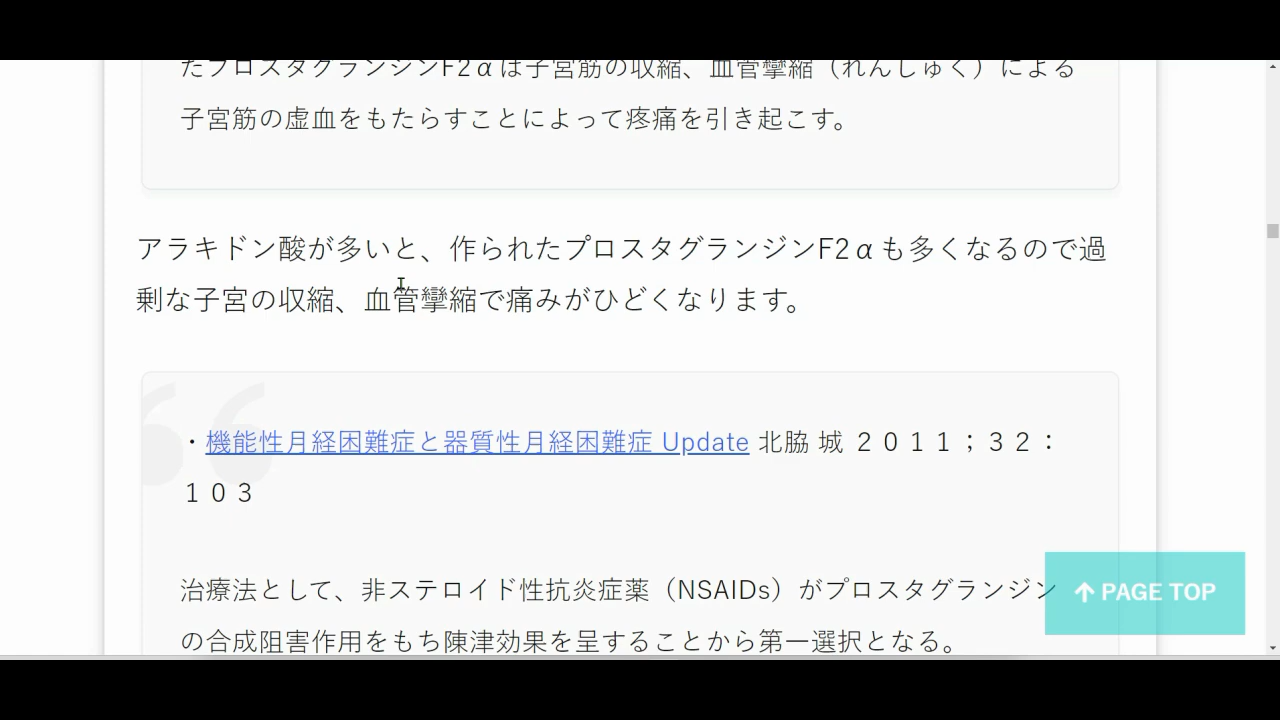 たプロスタグランジンF2αは子宮筋の収縮、血管攣縮（れんしゅく）による
子宮筋の虚血をもたらすことによって疼痛を引き起こす。
アラキドン酸が多いと、作られたプロスタグランジンF2αも多くなるので過
剰な子宮の収縮、血管攣縮で痛みがひどくなります。
・機能性月経困難症と器質性月経困難症 Update 北脇 城 ２０１１；３２：
１０３
治療法として、非ステロイド性抗炎症薬（NSAIDs）がプロスタグランジン
の合成阻害作用をもち陳津効果を呈することから第一選択となる。
↑ PAGE TOP